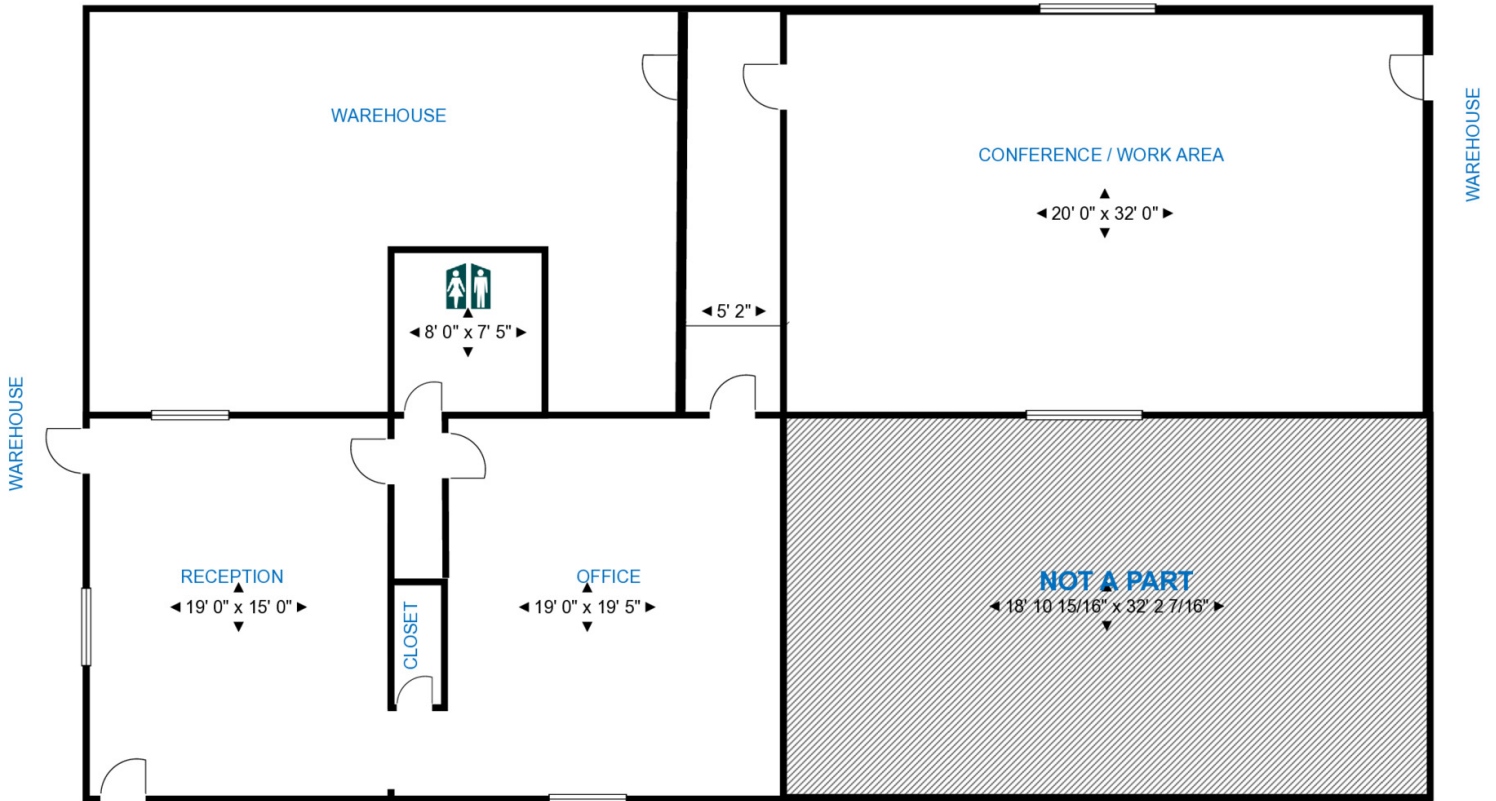 WAREHOUSE
CONFERENCE / WORK AREA
20' 0" x 32' 0"
WAREHOUSE
8' 0" x 7' 5"
5' 2"
WAREHOUSE
RECEPTION
19' 0" x 15' 0"
CLOSET
OFFICE
19' 0" x 19' 5"
NOT A PART
18' 10 15/16" x 32' 2 7/16"